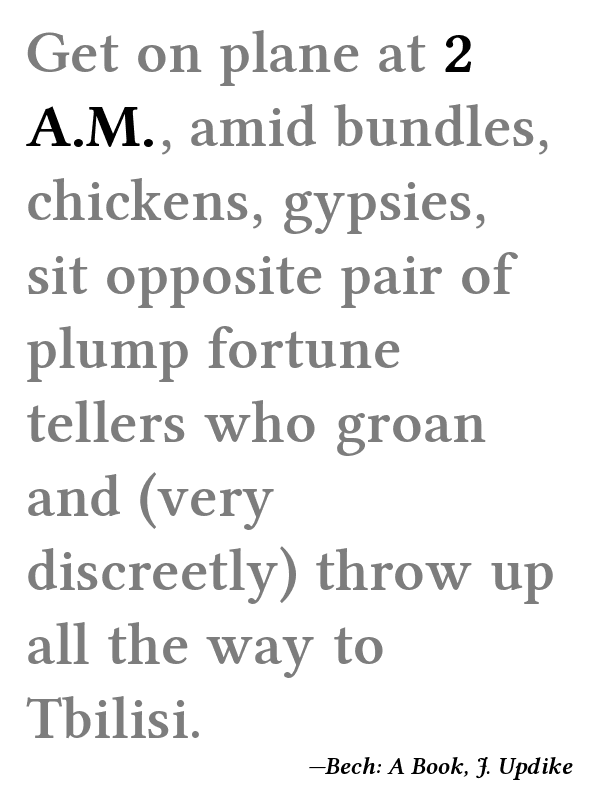 Get on plane at 2
A.M., amid bundles,
chickens, gypsies,
sit opposite pair of
plump fortune
tellers who groan
and (very
discreetly) throw up
all the way to
Tbilisi.
—Bech: A Book, J. Updike